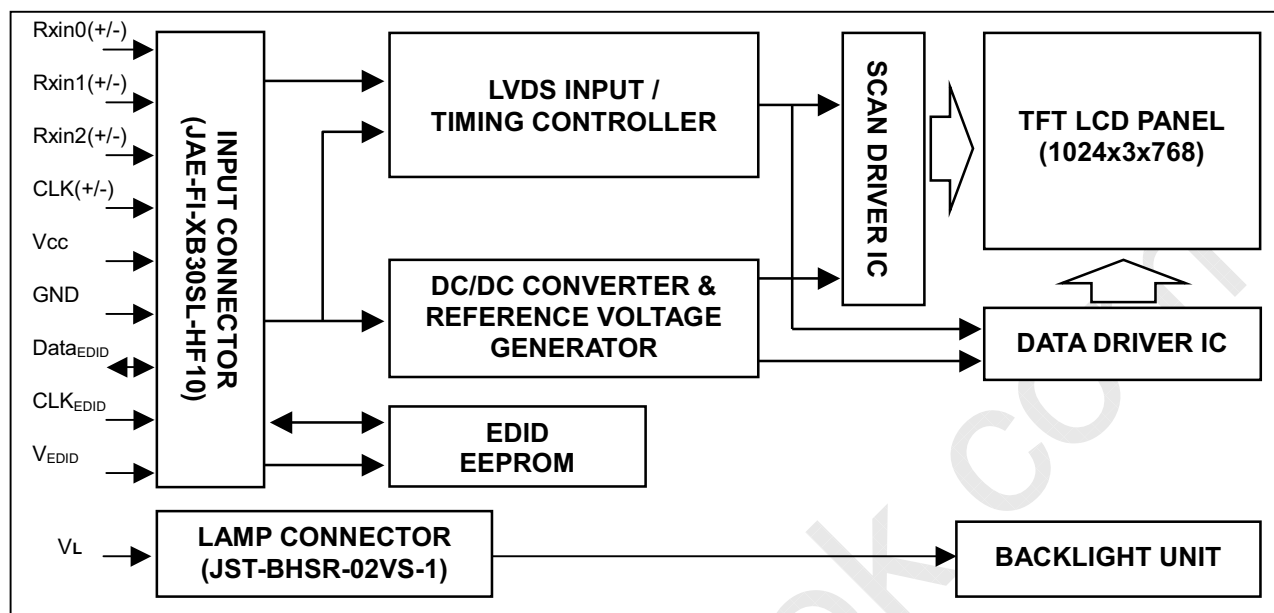 Rxin0(+/-)
Rxin1(+/-)
Rxin2(+/-)
CLK(+/-)
Vcc
GND
DataEDID
CLKEDID
VEDID
VL
INPUT CONNECTOR
(JAE-FI-XB30SL-HF10)
LVDS INPUT /
TIMING CONTROLLER
DC/DC CONVERTER &
REFERENCE VOLTAGE
GENERATOR
EDID
EEPROM
LAMP CONNECTOR
(JST-BHSR-02VS-1)
SCAN DRIVER IC
TFT LCD PANEL
(1024x3x768)
DATA DRIVER IC
BACKLIGHT UNIT